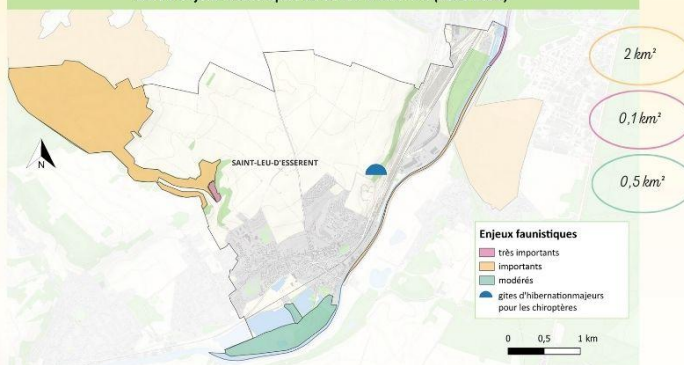 2 km²
0,1 km²
0,5 km²
N
SAINT-LEU-D'ESSERENT
Enjeux faunistiques
très importants
importants
modérés
gites d'hibernationmajeurs
pour les chiroptères
0 0,5 1 km